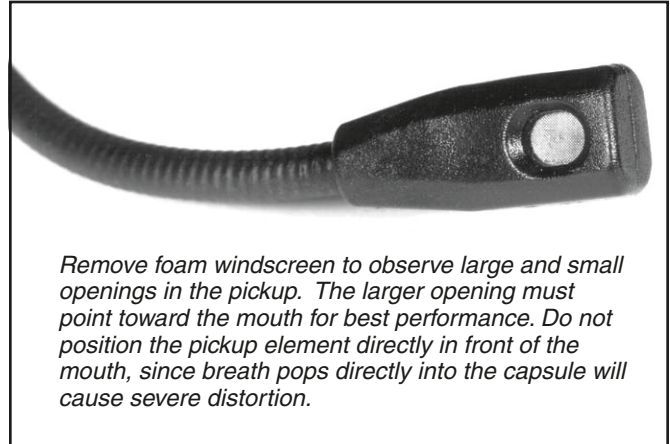 Remove foam windscreen to observe large and small
openings in the pickup.  The larger opening must
point toward the mouth for best performance. Do not
position the pickup element directly in front of the
mouth, since breath pops directly into the capsule will
cause severe distortion.